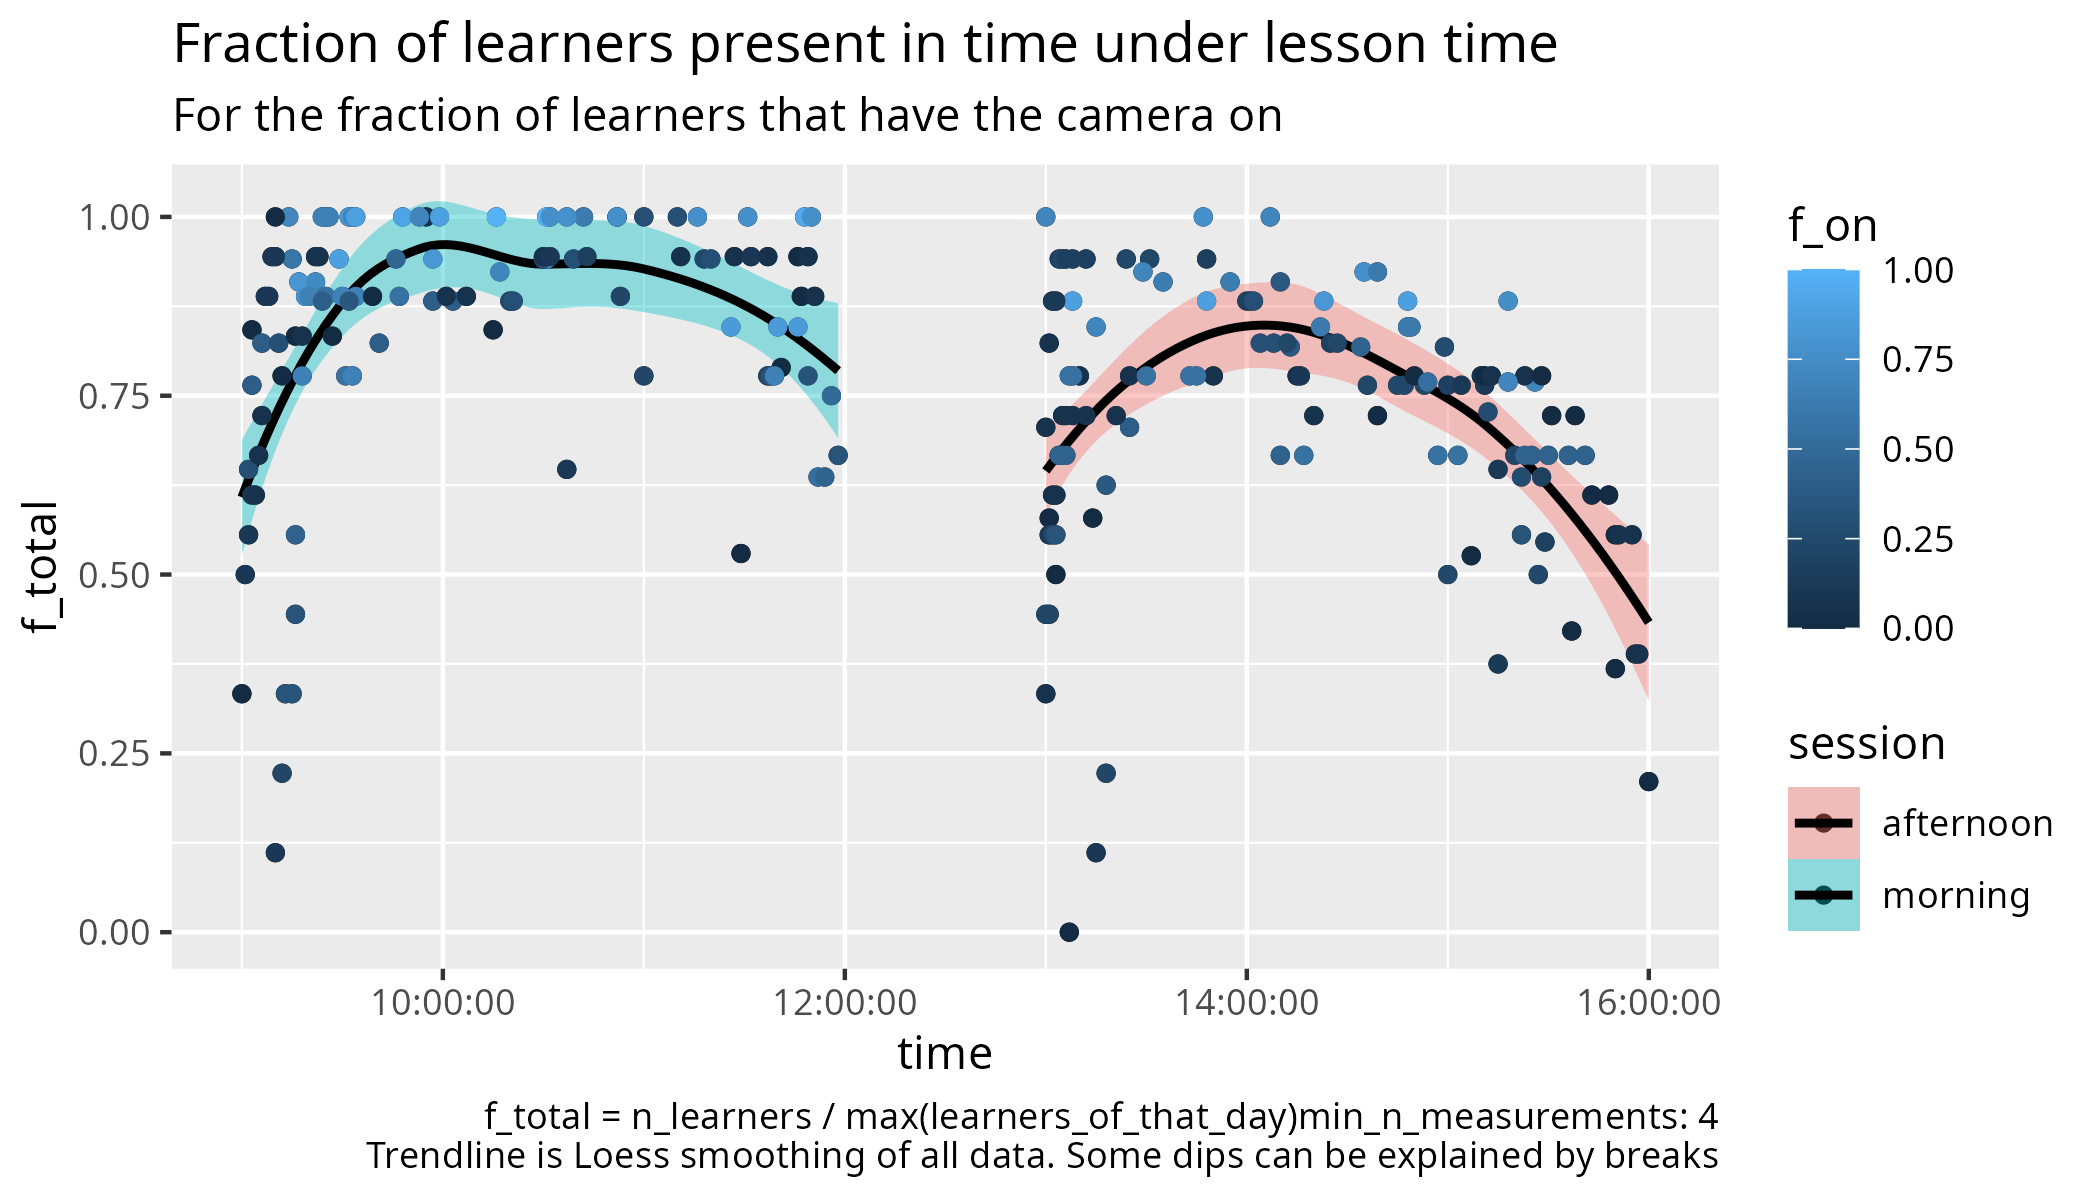 Fraction of learners present in time under lesson time
For the fraction of learners that have the camera on
f_total
1.00
0.75
0.50
0.25
0.00
10:00:00
12:00:00
14:00:00
16:00:00
time
f_on
1.00
0.75
0.50
0.25
0.00
session
afternoon
morning
f_total = n_learners / max(learners_of_that_day)min_n_measurements: 4
Trendline is Loess smoothing of all data. Some dips can be explained by breaks